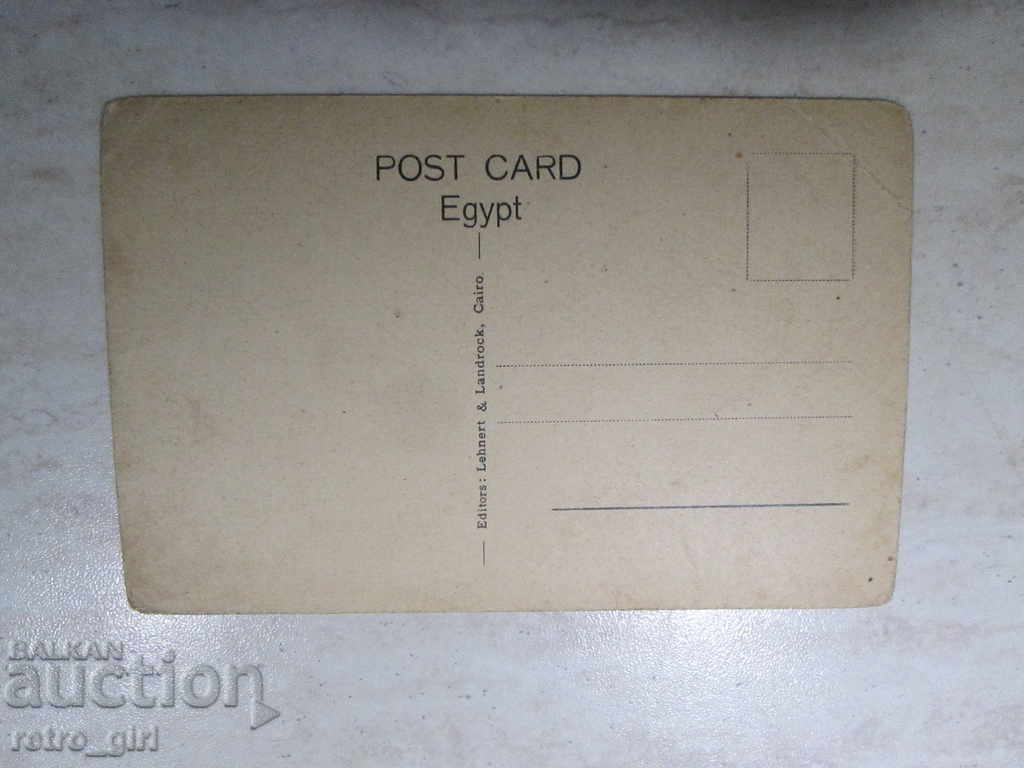 POST CARD
Egypt
Editors: Lehnert & Landrock, Cairo
BALKAN
auction
retro_girl